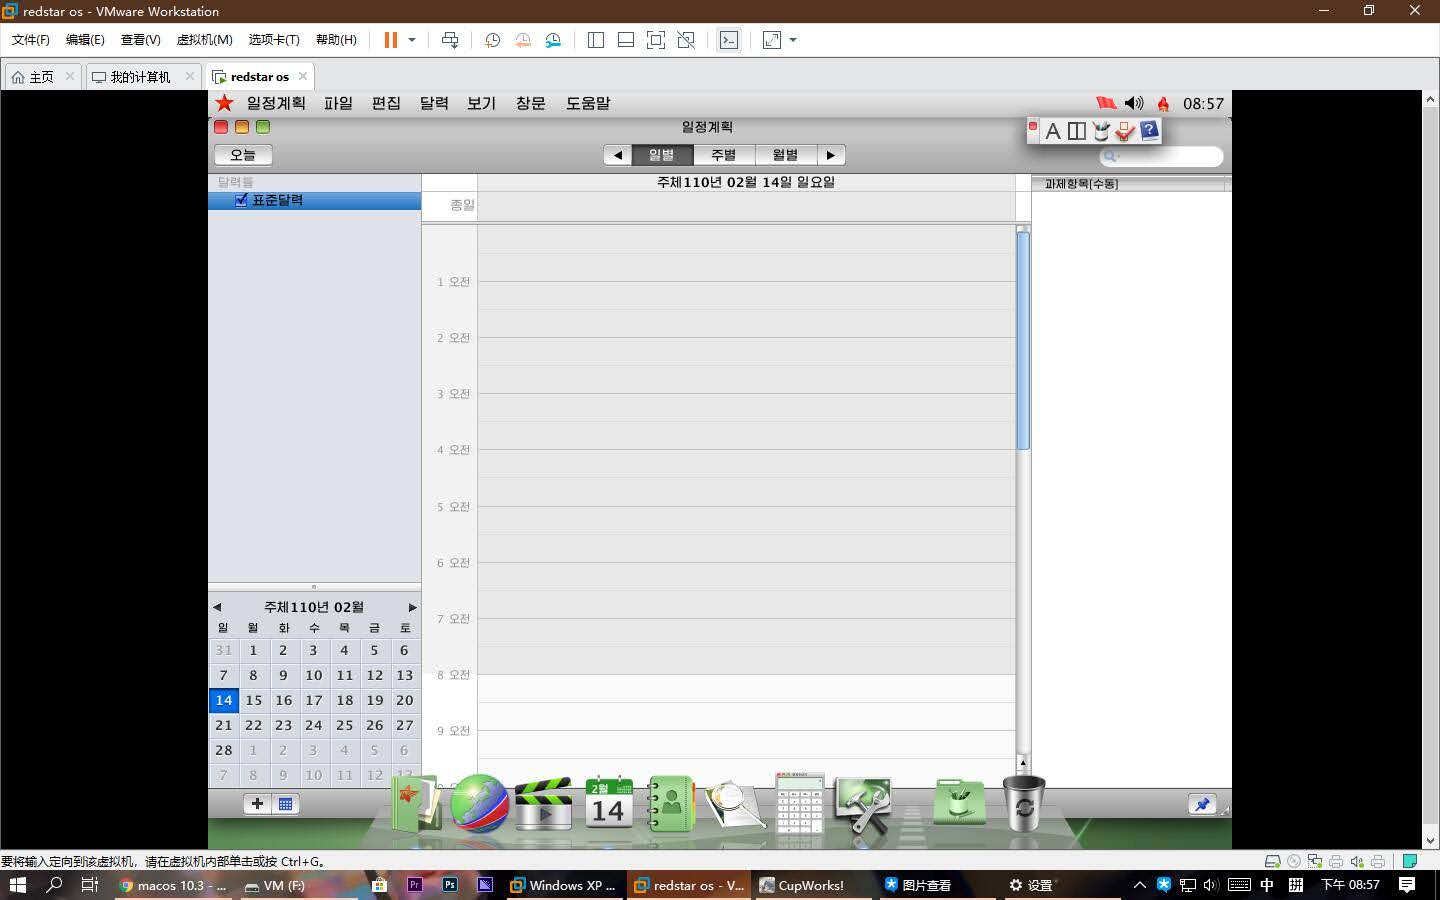 redstar os - VMware Workstation
文件(F) 编辑(E) 查看(V) 虚拟机(M) 选项卡(T) 帮助(H)
主页 我的计算机 redstar os
일정계획 파일 편집 달력 보기 창문 도움말 08:57
일정계획
오늘 일별 주별 월별
달력들 주체110년 02월 14일 일요일 과제항목[수동]
표준달력 종일
1 오전
2 오전
3 오전
4 오전
5 오전
6 오전
7 오전
8 오전
9 오전
주체110년 02월
일 월 화 수 목 금 토
31 1 2 3 4 5 6
7 8 9 10 11 12 13
14 15 16 17 18 19 20
21 22 23 24 25 26 27
28 1 2 3 4 5 6
7 8 9 10 11 12 13
2월
14
要将输入定向到该虚拟机，请在虚拟机内部单击或按 Ctrl+G。
macos 10.3 - ... VM (F:) Pr Ps Windows XP ... redstar os - V... CupWorks! 图片查看 设置 中 拼 下午 08:57